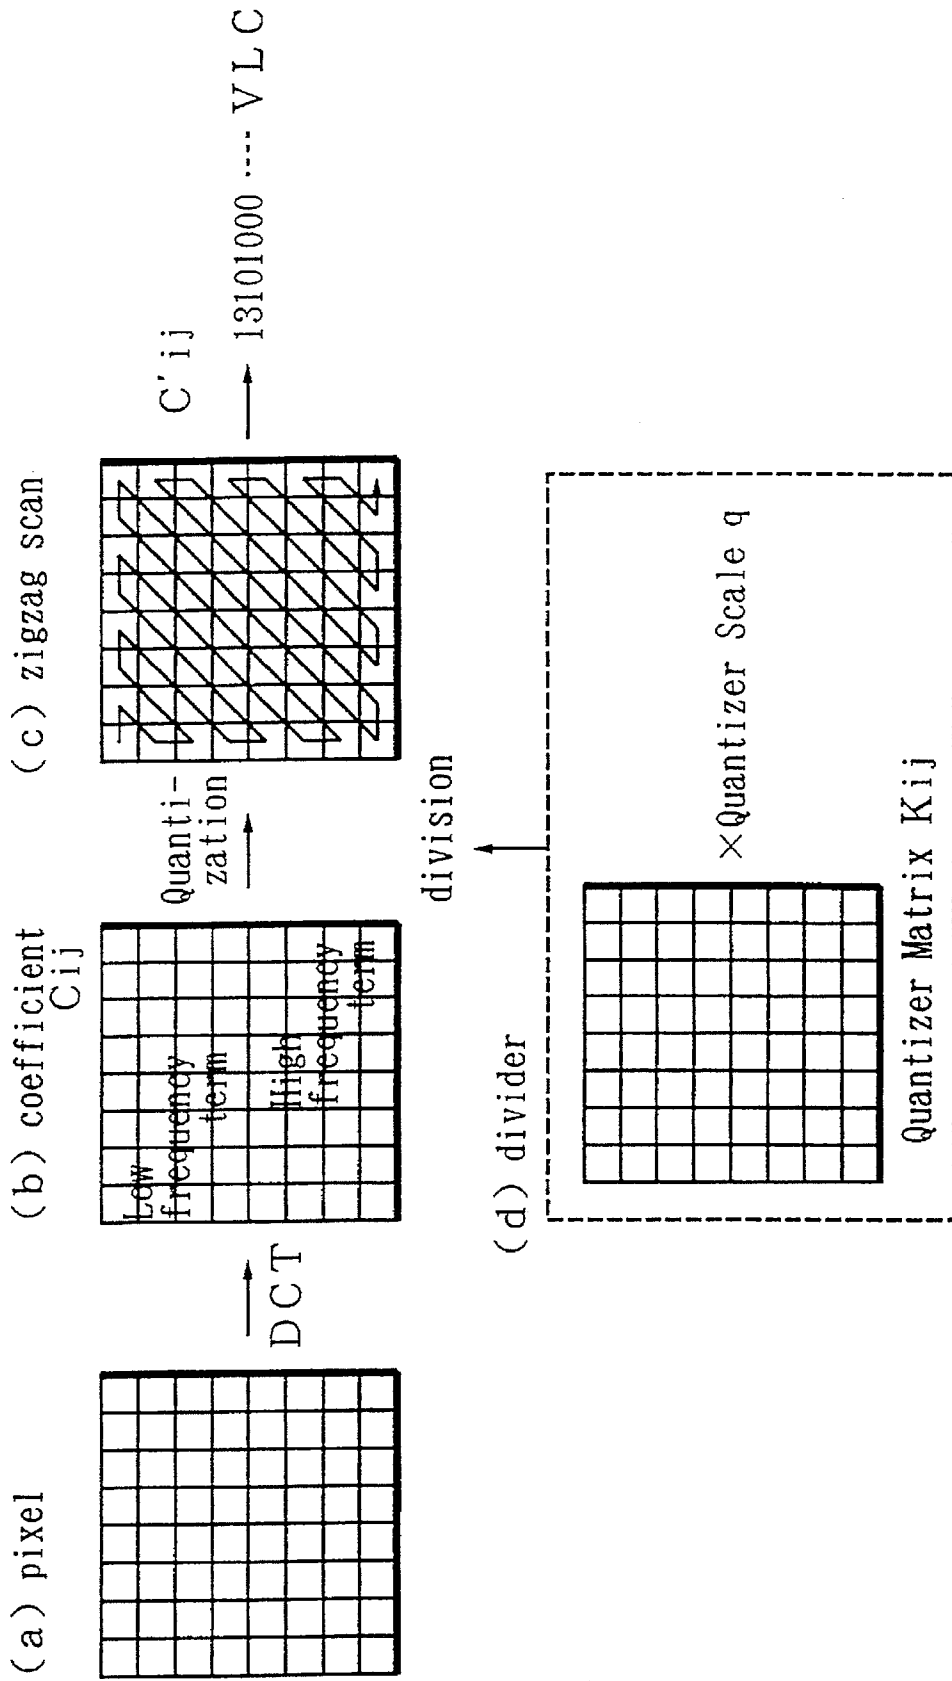 (a) pixel
DCT
(b) coefficient
Cij
Low
frequency
term
High
frequency
term
Quanti-
zation
(c) zigzag scan
C'ij
13101000 ---- VLC
division
(d) divider
×Quantizer Scale q
Quantizer Matrix Kij